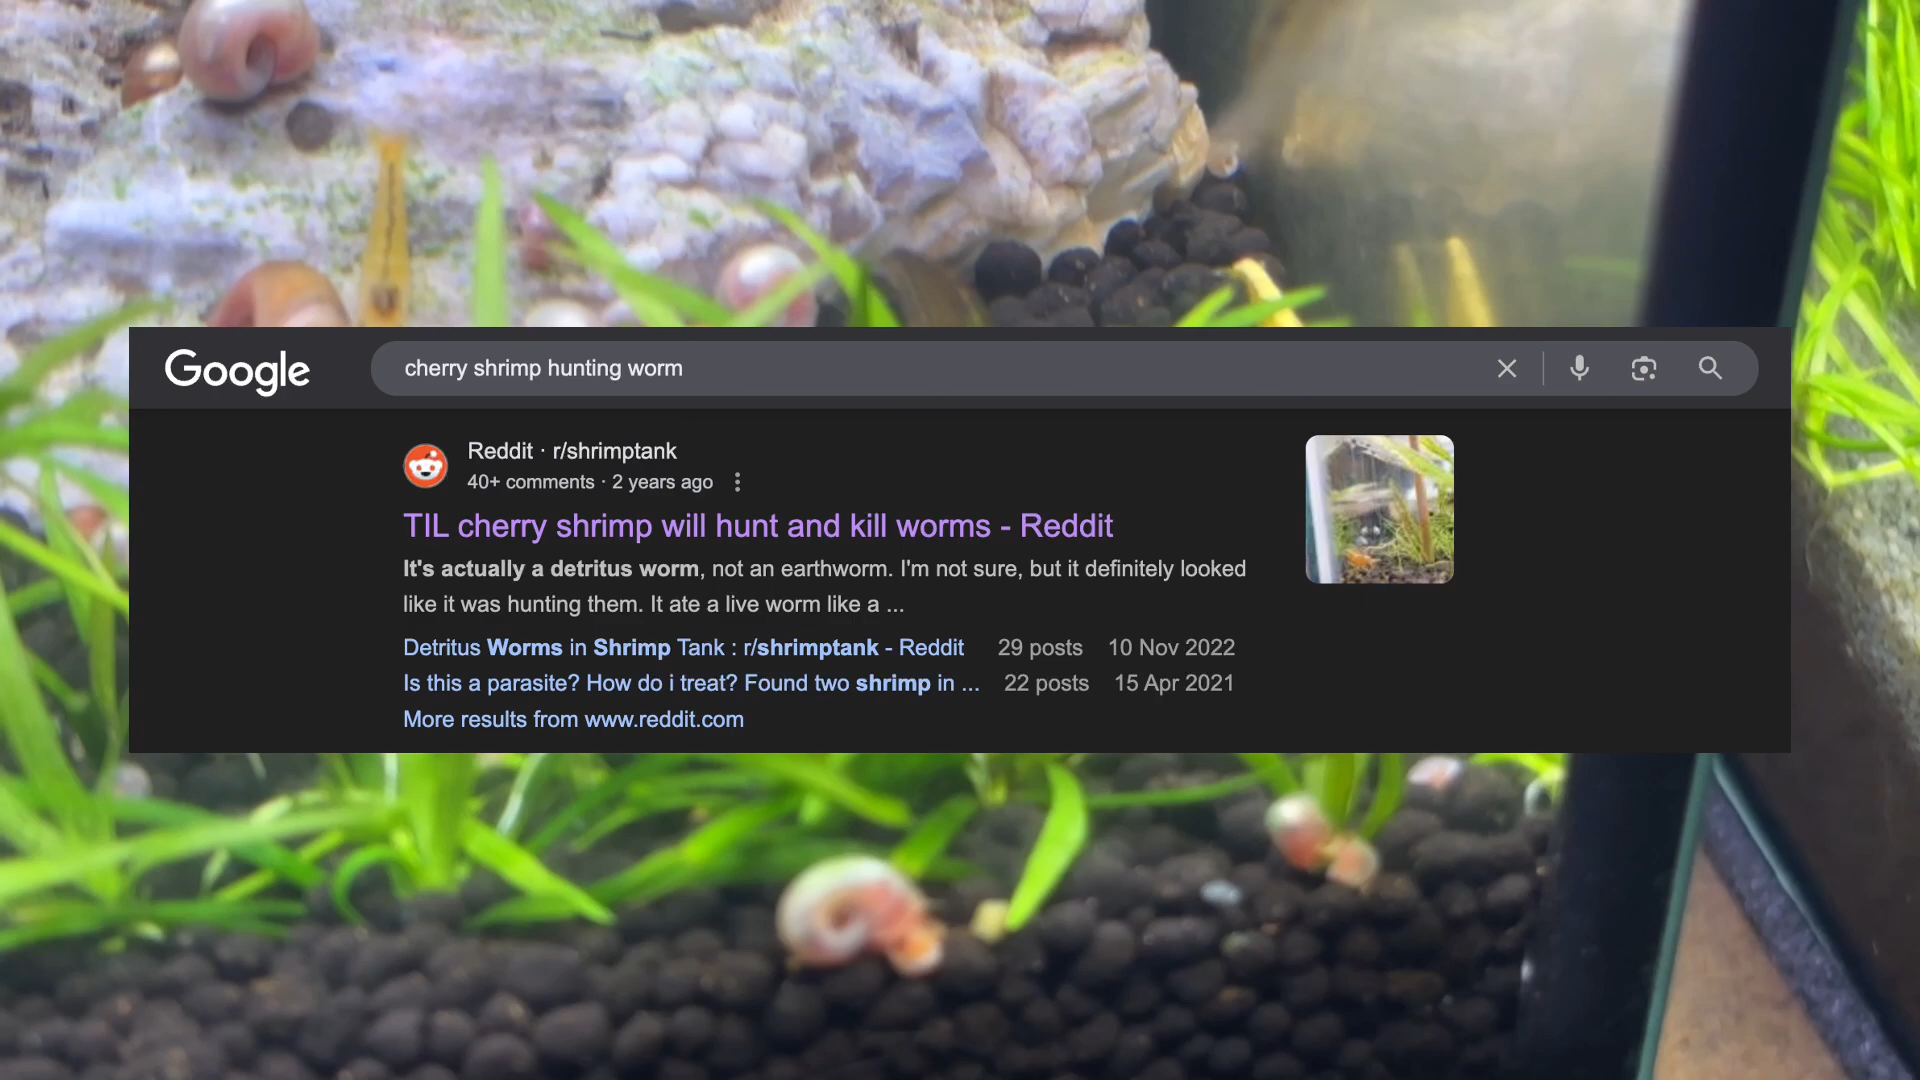 Google
cherry shrimp hunting worm
Reddit · r/shrimptank
40+ comments · 2 years ago
TIL cherry shrimp will hunt and kill worms - Reddit
It's actually a detritus worm, not an earthworm. I'm not sure, but it definitely looked
like it was hunting them. It ate a live worm like a ...
Detritus Worms in Shrimp Tank : r/shrimptank - Reddit 29 posts 10 Nov 2022
Is this a parasite? How do i treat? Found two shrimp in ... 22 posts 15 Apr 2021
More results from www.reddit.com